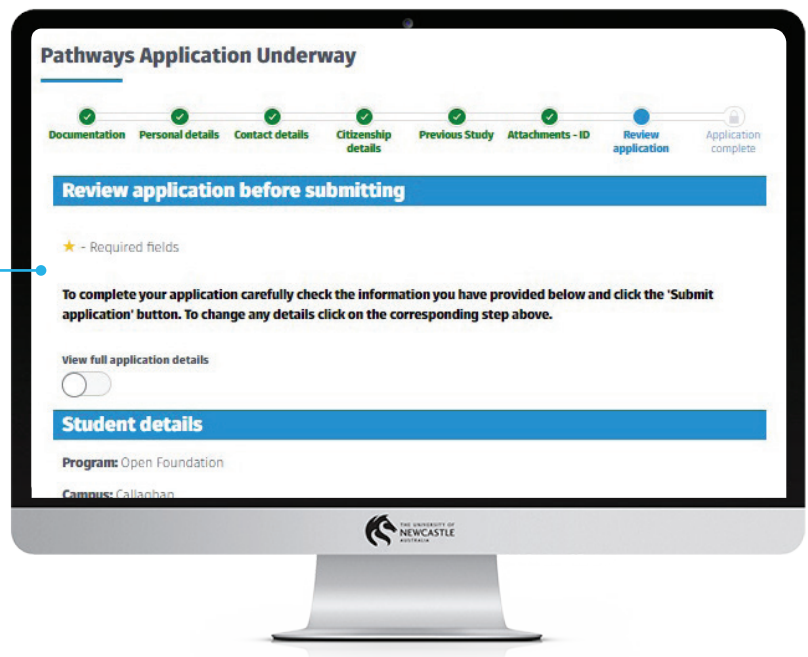 Pathways Application Underway
Documentation
Personal details
Contact details
Citizenship
details
Previous Study
Attachments - ID
Review
application
Application
complete
Review application before submitting
★ - Required fields
To complete your application carefully check the information you have provided below and click the 'Submit
application' button. To change any details click on the corresponding step above.
View full application details
Student details
Program: Open Foundation
Campus: Callaghan
THE UNIVERSITY OF
NEWCASTLE
AUSTRALIA